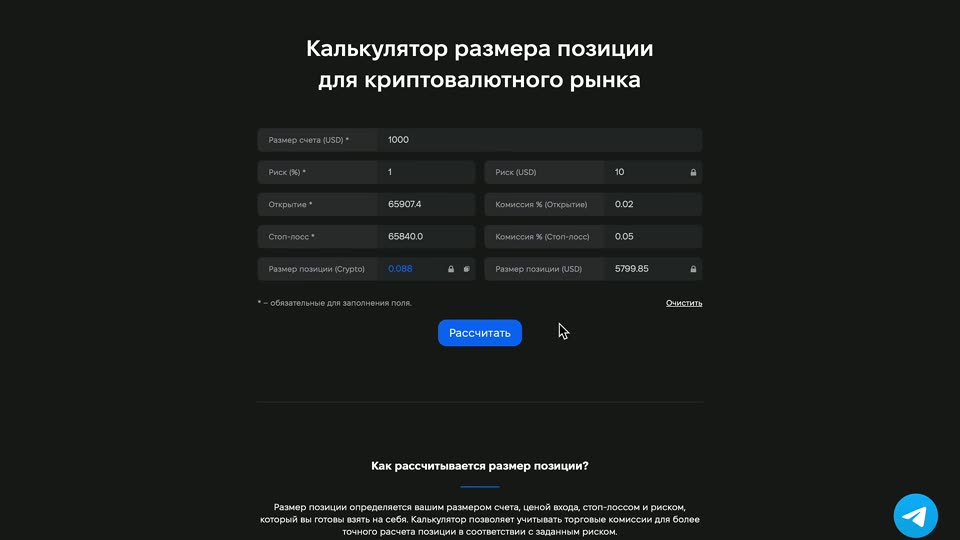 Калькулятор размера позиции
для криптовалютного рынка
Размер счета (USD) * 1000
Риск (%) * 1 Риск (USD) 10
Открытие * 65907.4 Комиссия % (Открытие) 0.02
Стоп-лосс * 65840.0 Комиссия % (Стоп-лосс) 0.05
Размер позиции (Crypto) 0.088 Размер позиции (USD) 5799.85
* – обязательные для заполнения поля. Очистить
Рассчитать
Как рассчитывается размер позиции?
Размер позиции определяется вашим размером счета, ценой входа, стоп-лоссом и риском,
который вы готовы взять на себя. Калькулятор позволяет учитывать торговые комиссии для более
точного расчета позиции в соответствии с заданным риском.